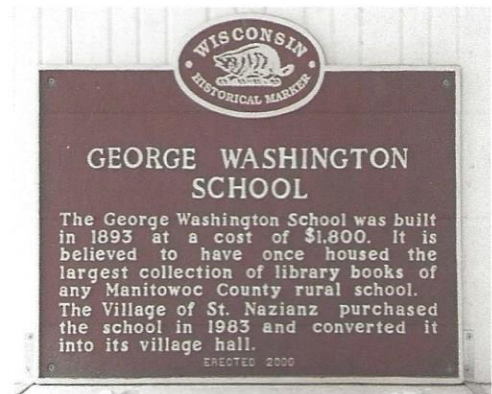 WISCONSIN
HISTORICAL MARKER
GEORGE WASHINGTON
SCHOOL
The George Washington School was built
in 1893 at a cost of $1,800. It is
believed to have once housed the
largest collection of library books of
any Manitowoc County rural school.
The Village of St. Nazianz purchased
the school in 1983 and converted it
into its village hall.
ERECTED 2000